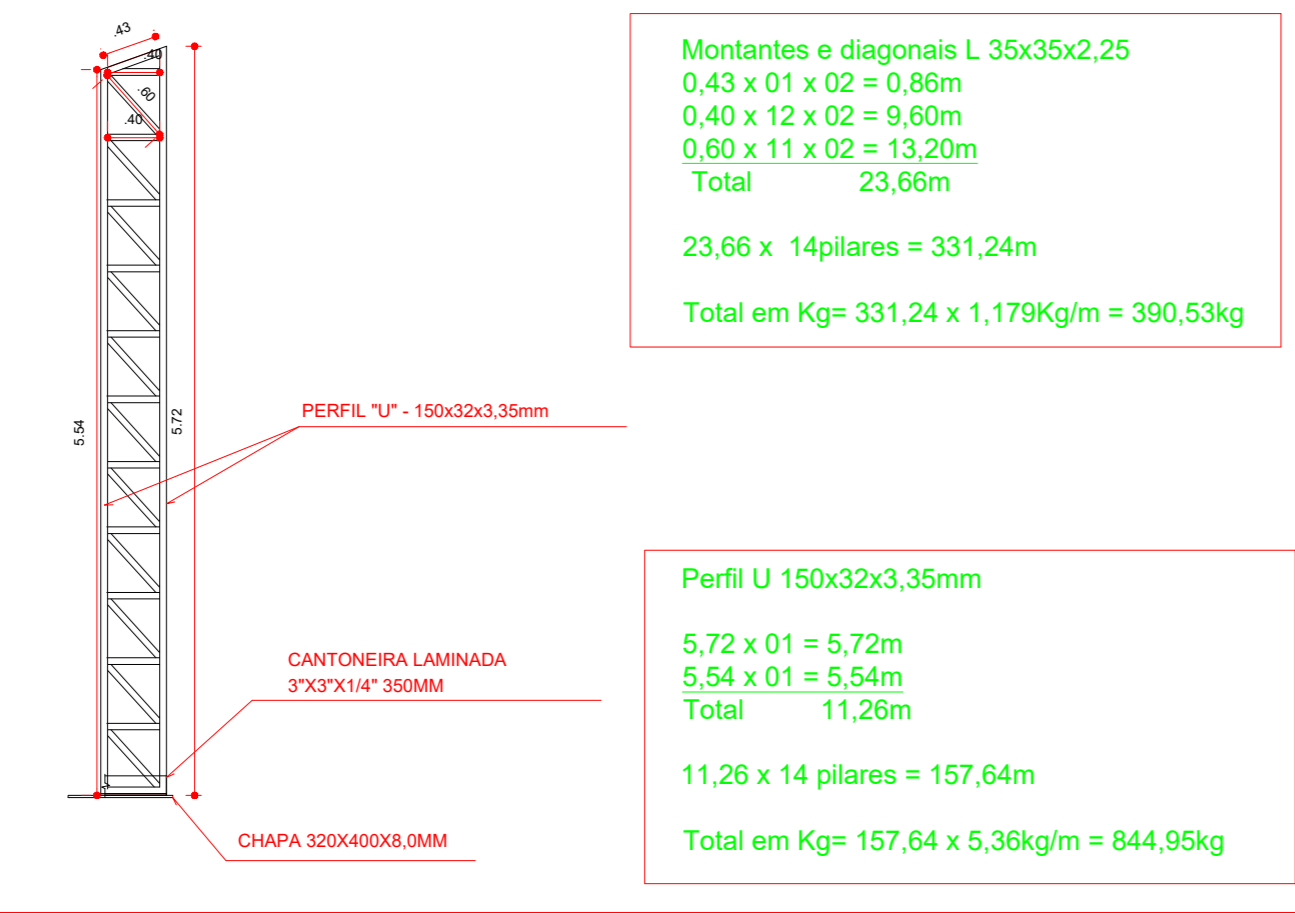 .43
.40
.60
.40
5.54
5.72
PERFIL "U" - 150x32x3,35mm
CANTONEIRA LAMINADA
3"X3"X1/4" 350MM
CHAPA 320X400X8,0MM
Montantes e diagonais L 35x35x2,25
0,43 x 01 x 02 = 0,86m
0,40 x 12 x 02 = 9,60m
0,60 x 11 x 02 = 13,20m
Total 23,66m
23,66 x 14pilares = 331,24m
Total em Kg= 331,24 x 1,179Kg/m = 390,53kg
Perfil U 150x32x3,35mm
5,72 x 01 = 5,72m
5,54 x 01 = 5,54m
Total 11,26m
11,26 x 14 pilares = 157,64m
Total em Kg= 157,64 x 5,36kg/m = 844,95kg